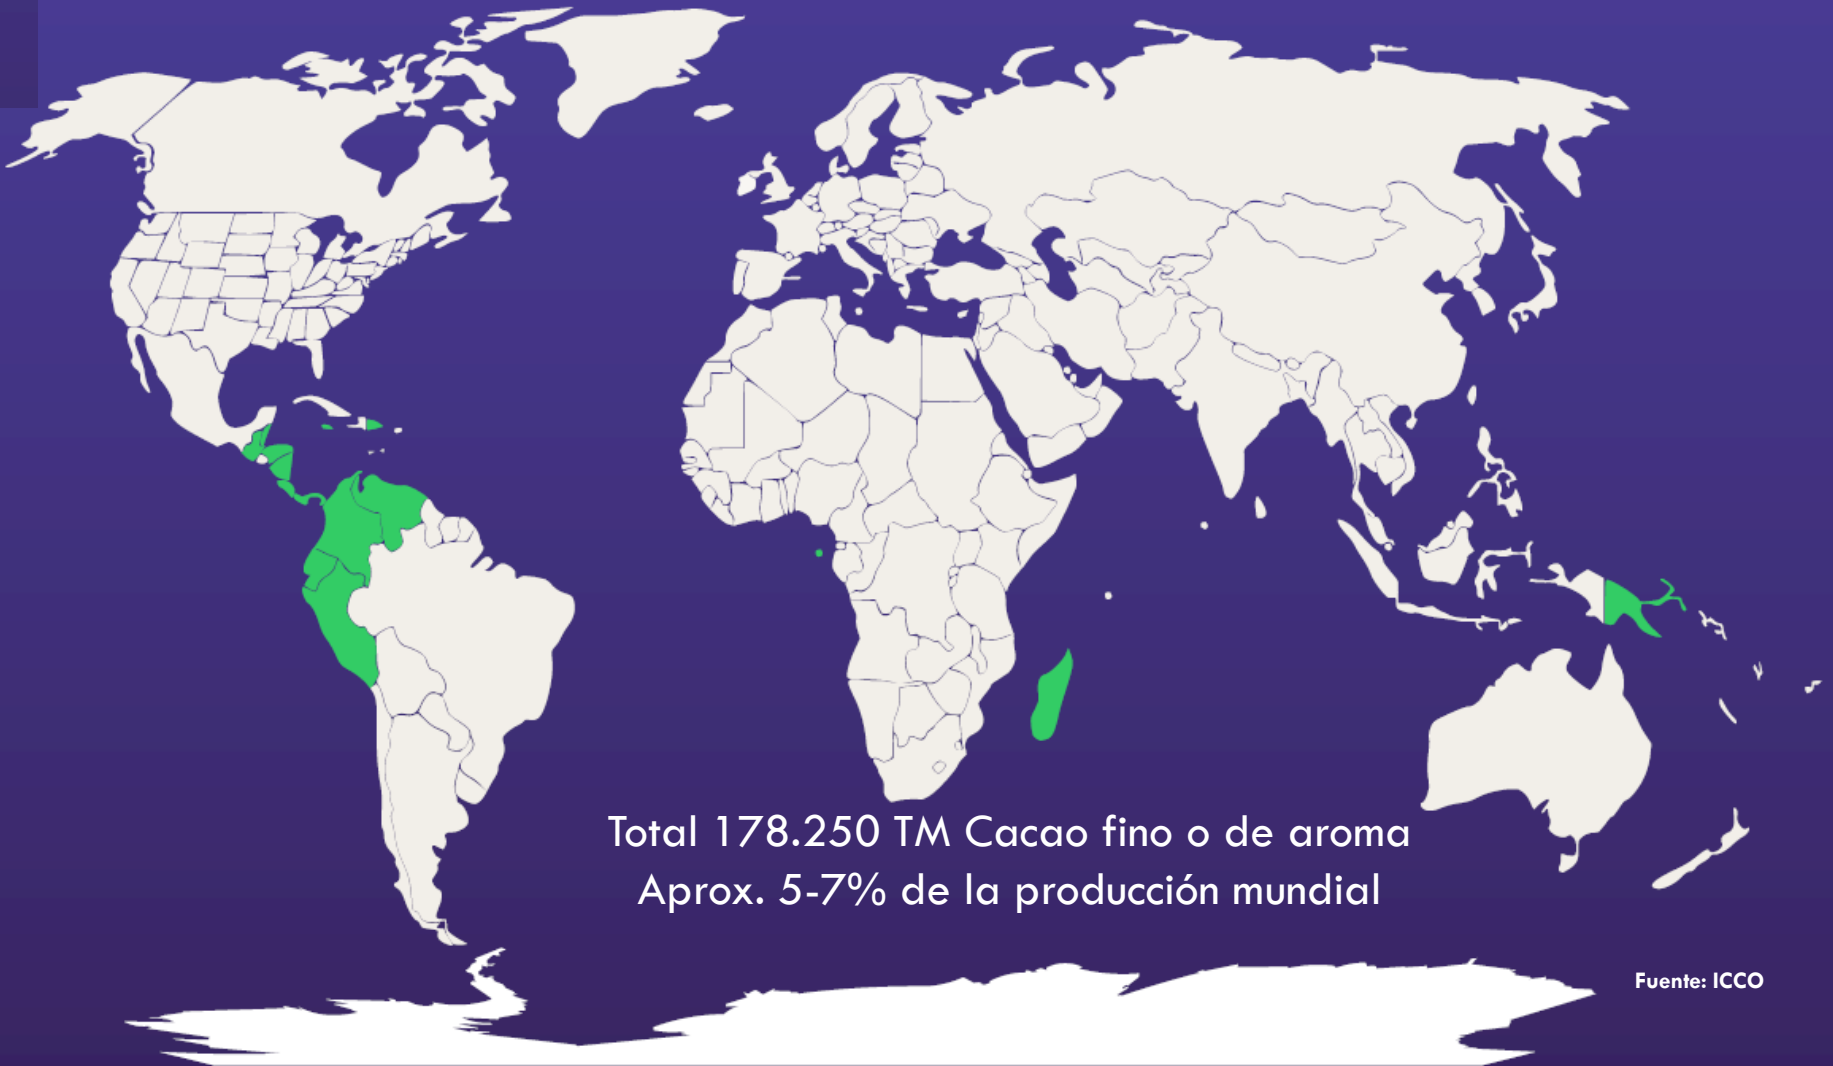 Total 178.250 TM Cacao fino o de aroma
Aprox. 5-7% de la producción mundial
Fuente: ICCO